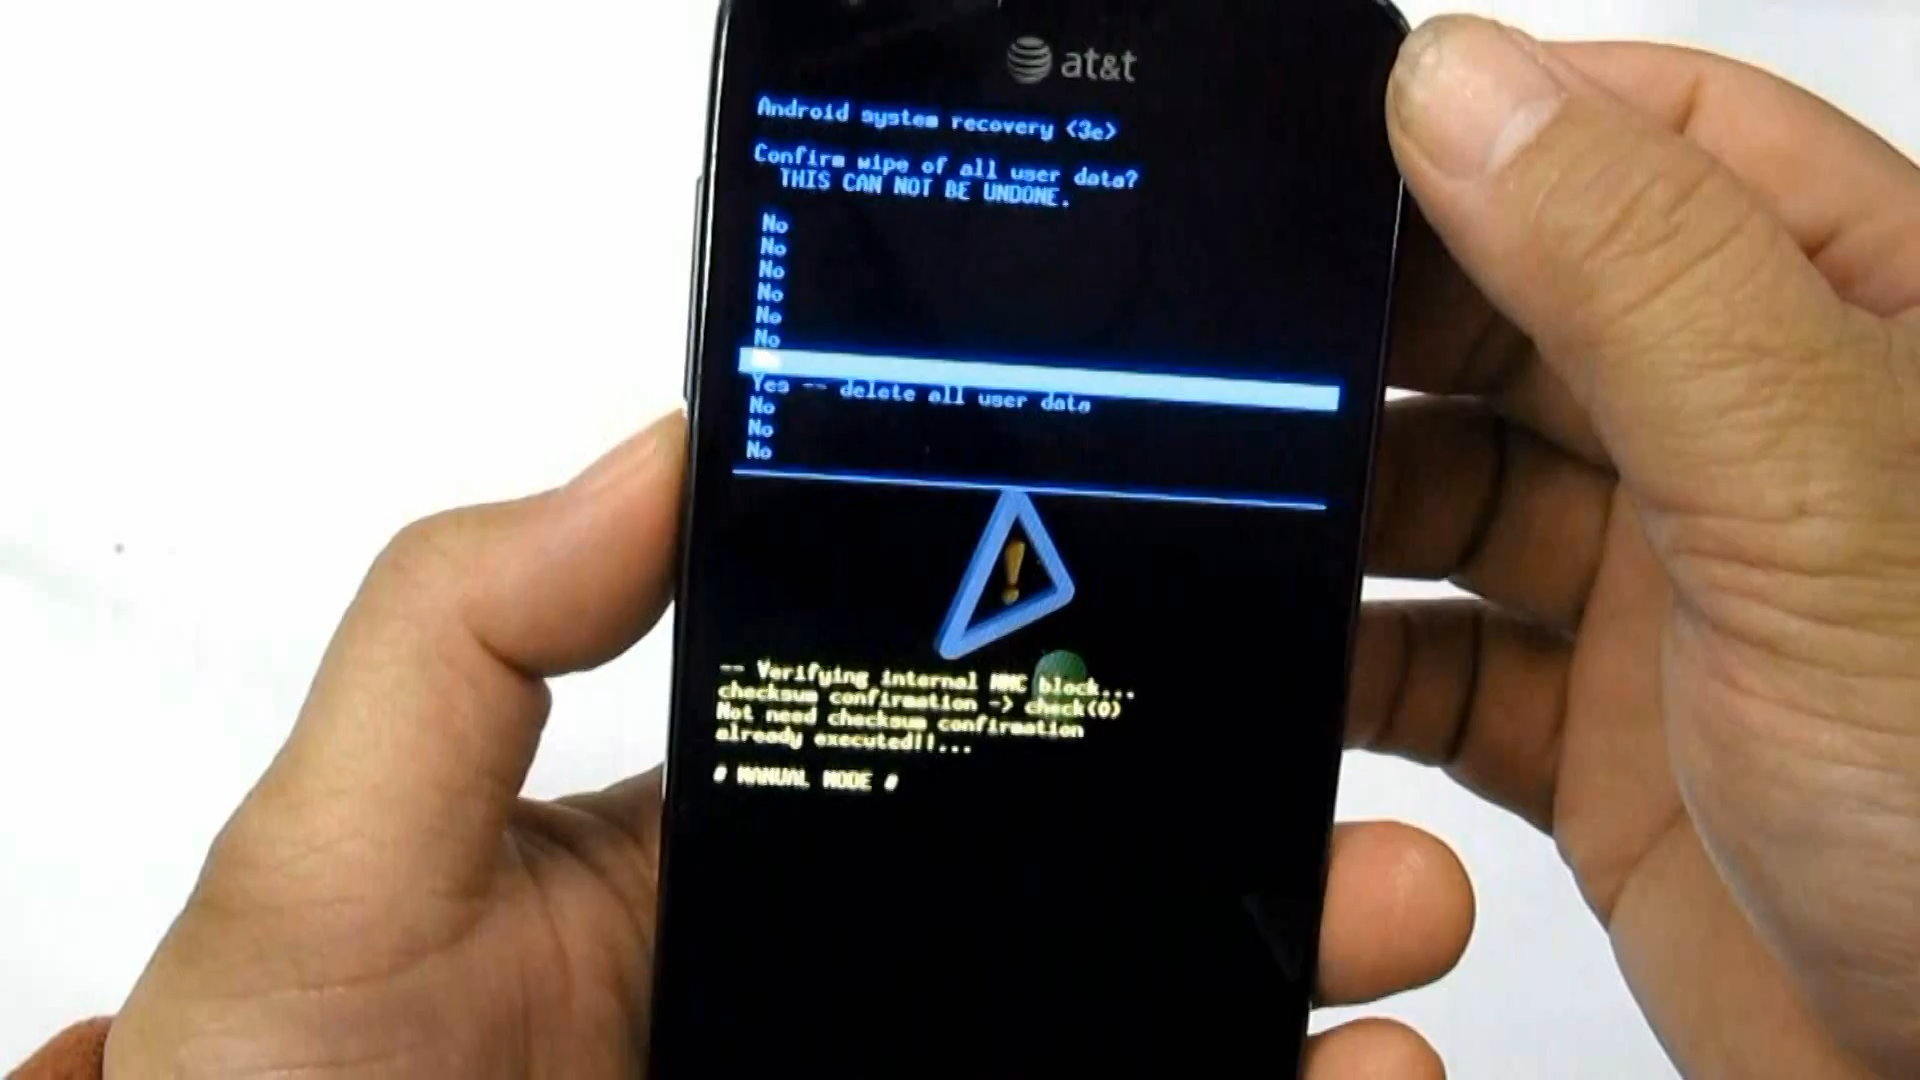 at&t
Android system recovery <3e>
Confirm wipe of all user data?
THIS CAN NOT BE UNDONE.
No
No
No
No
No
No
No
Yes -- delete all user data
No
No
No
-- Verifying internal MMC block...
checksum confirmation -> check(0)
Not need checksum confirmation
already executed!!...
# MANUAL MODE #